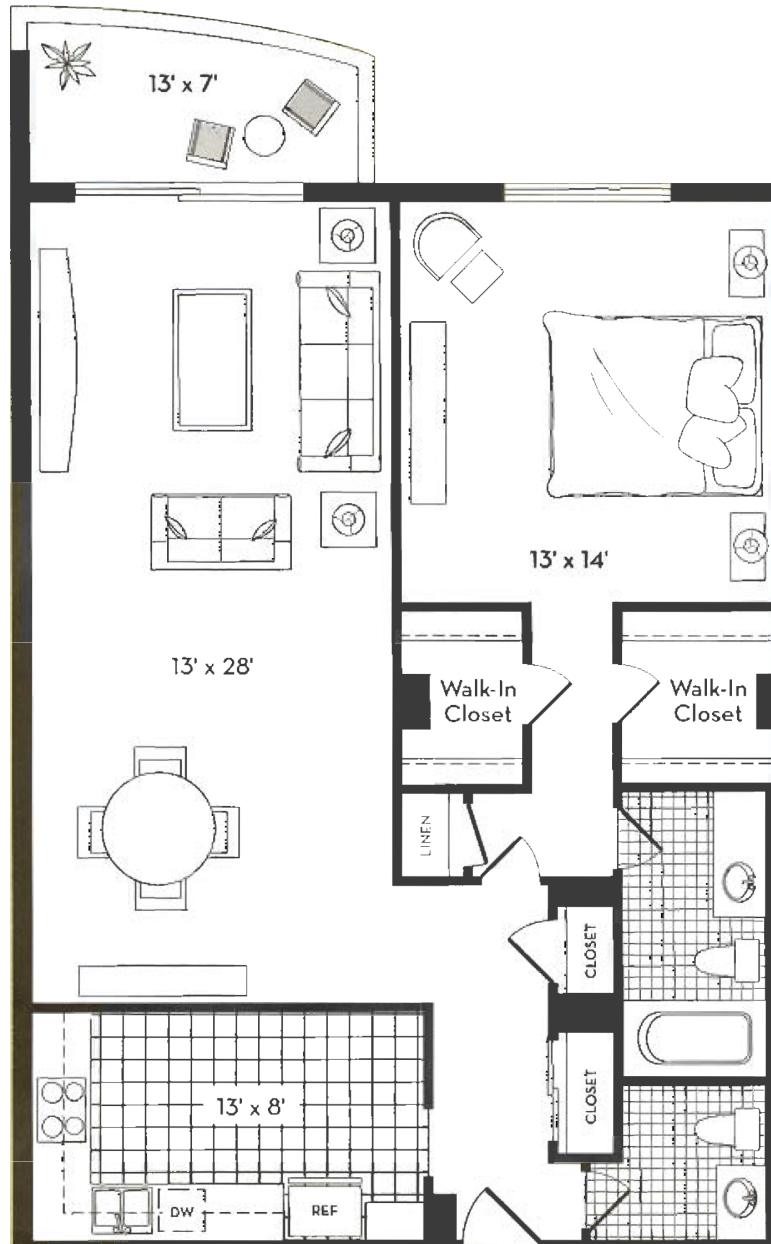 13' x 7'
13' x 14'
13' x 28'
Walk-In
Closet
Walk-In
Closet
LINEN
CLOSET
CLOSET
13' x 8'
DW
REF